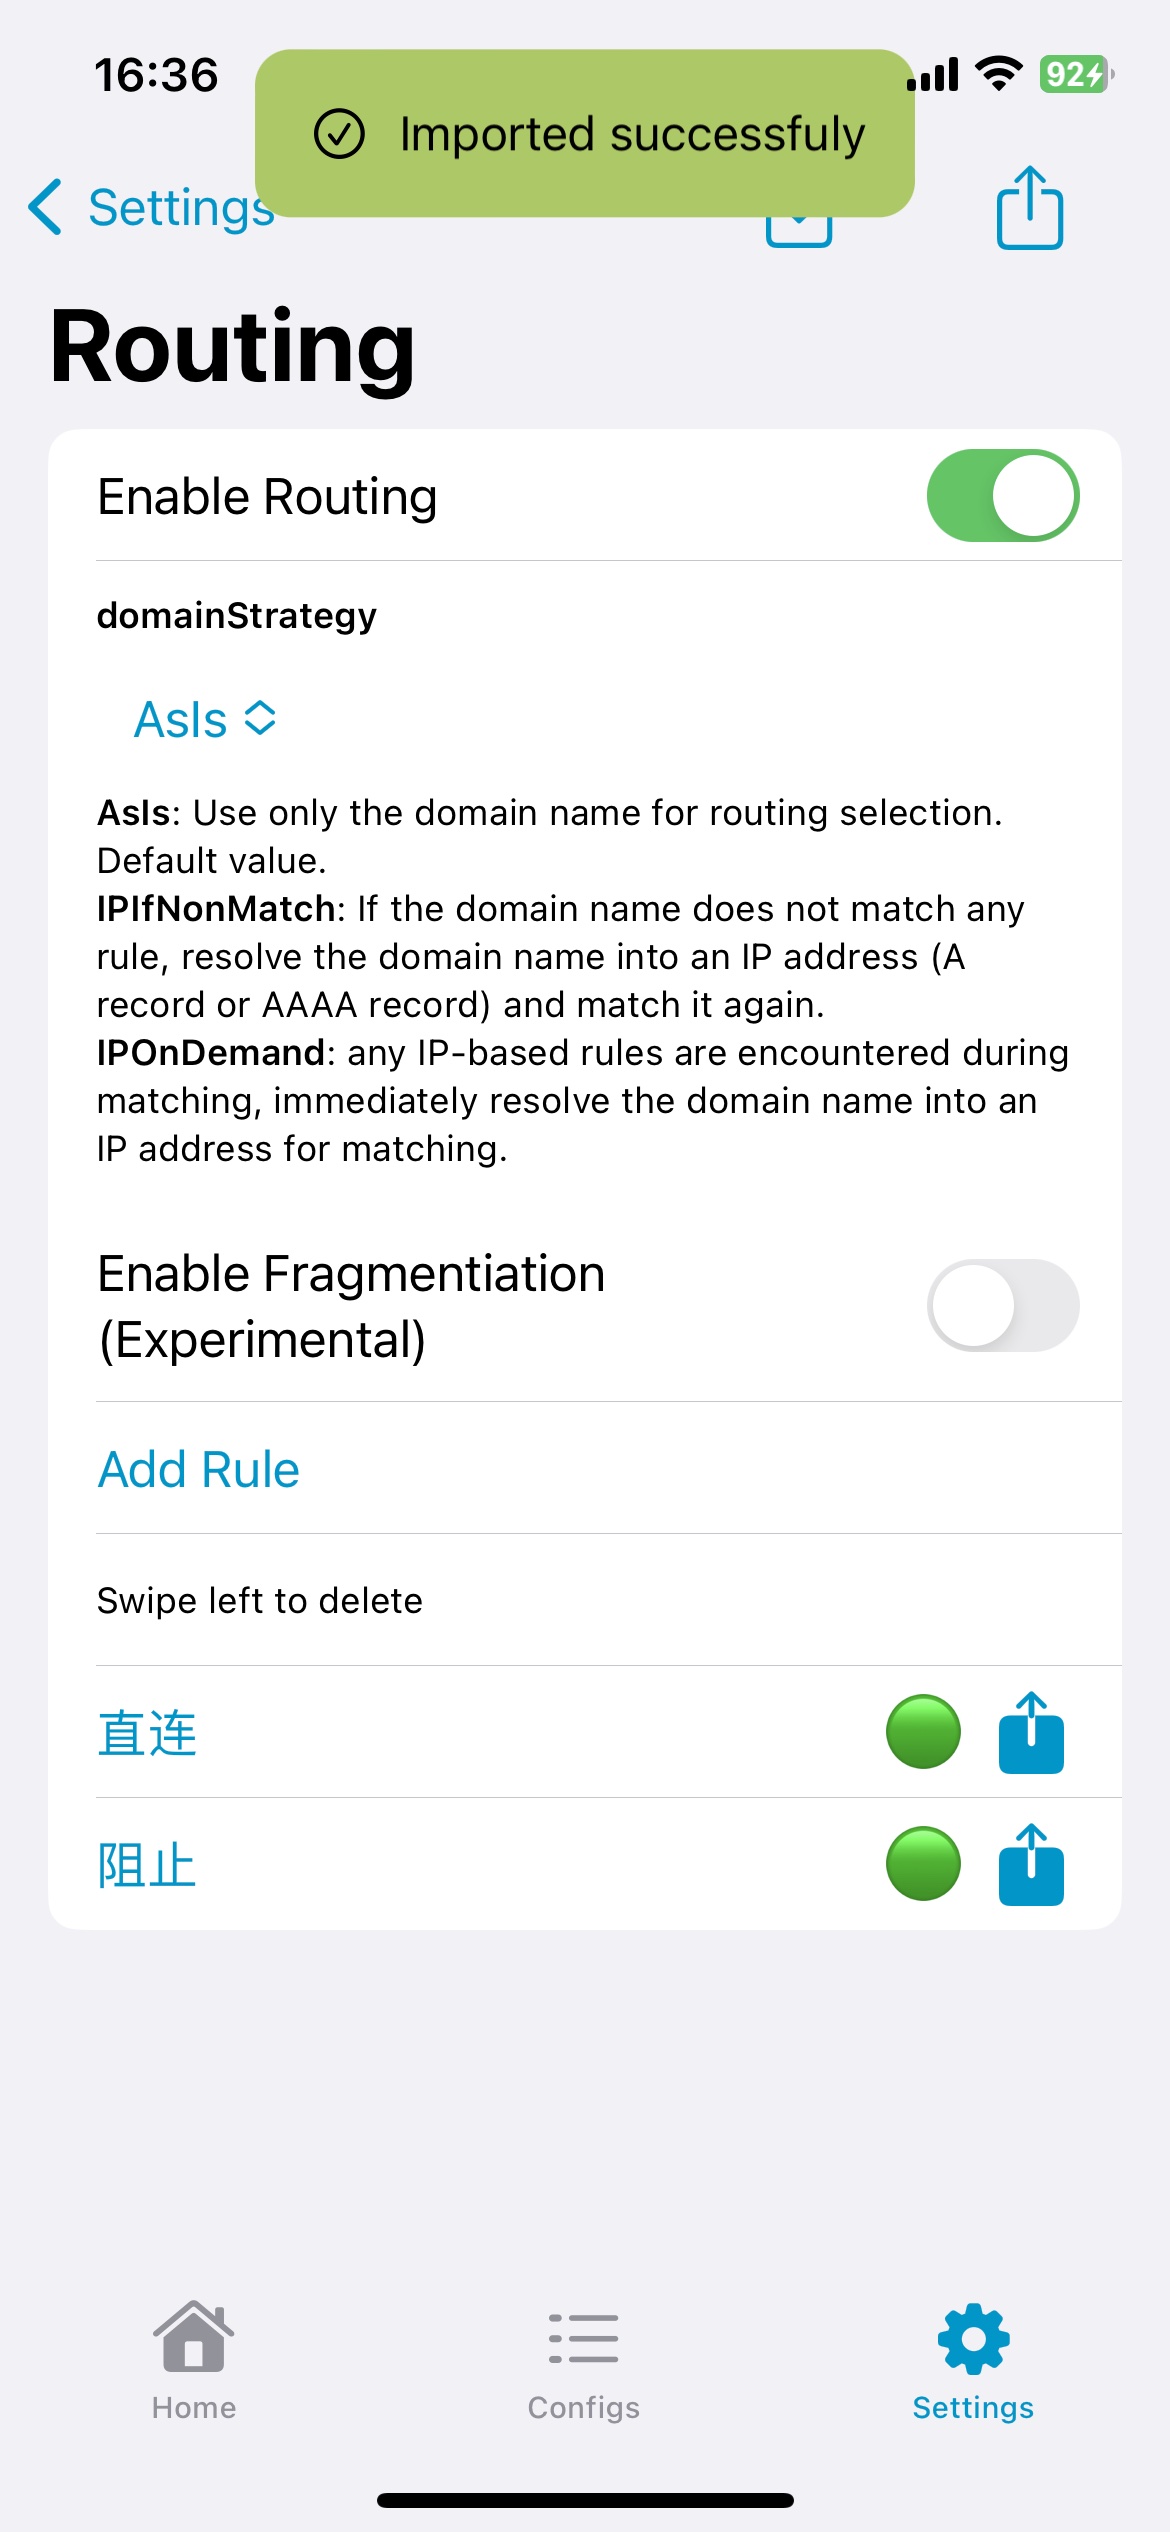 16:36
92
Imported successfuly
Settings
Routing
Enable Routing
domainStrategy
AsIs
AsIs: Use only the domain name for routing selection.
Default value.
IPIfNonMatch: If the domain name does not match any
rule, resolve the domain name into an IP address (A
record or AAAA record) and match it again.
IPOnDemand: any IP-based rules are encountered during
matching, immediately resolve the domain name into an
IP address for matching.
Enable Fragmentiation
(Experimental)
Add Rule
Swipe left to delete
直连
阻止
Home
Configs
Settings